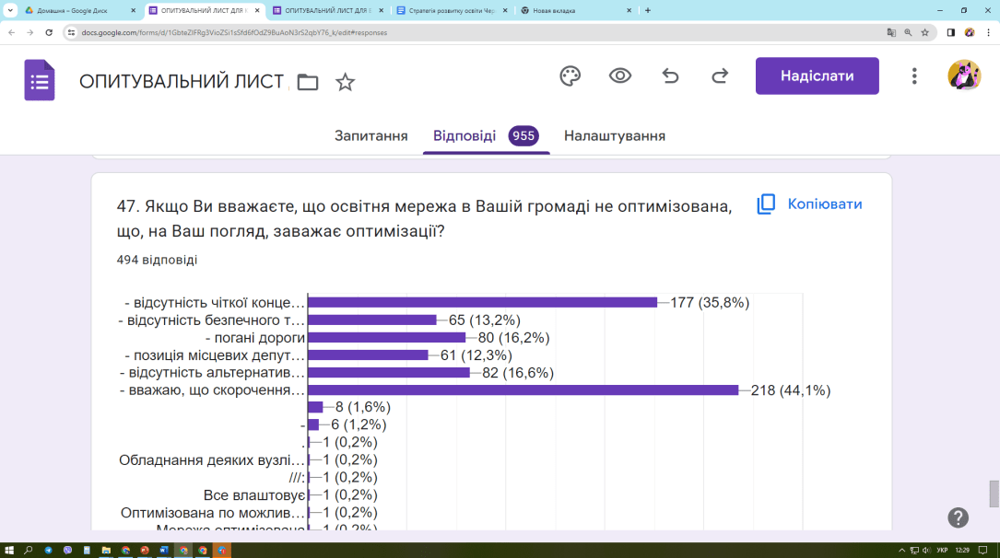 Домашня – Google Диск
ОПИТУВАЛЬНИЙ ЛИСТ ДЛЯ
ОПИТУВАЛЬНИЙ ЛИСТ ДЛЯ
Стратегія розвитку освіти Чер
Нова вкладка
docs.google.com/forms/d/1GbteZIFRg3VioZSi1sSfd6fOdZ9BuAoN3rS2qbY76_k/edit#responses
ОПИТУВАЛЬНИЙ ЛИСТ
Надіслати
Запитання
Відповіді 955
Налаштування
47. Якщо Ви вважаєте, що освітня мережа в Вашій громаді не оптимізована,
що, на Ваш погляд, заважає оптимізації?
Копіювати
494 відповіді
- відсутність чіткої конце… 177 (35,8%)
- відсутність безпечного т… 65 (13,2%)
- погані дороги 80 (16,2%)
- позиція місцевих депут… 61 (12,3%)
- відсутність альтернатив… 82 (16,6%)
- вважаю, що скорочення… 218 (44,1%)
8 (1,6%)
- 6 (1,2%)
. 1 (0,2%)
Обладнання деяких вузлі… 1 (0,2%)
///: 1 (0,2%)
Все влаштовує 1 (0,2%)
Оптимізована по можлив… 1 (0,2%)
Мережа оптимізована 1 (0,2%)
УКР 12:29